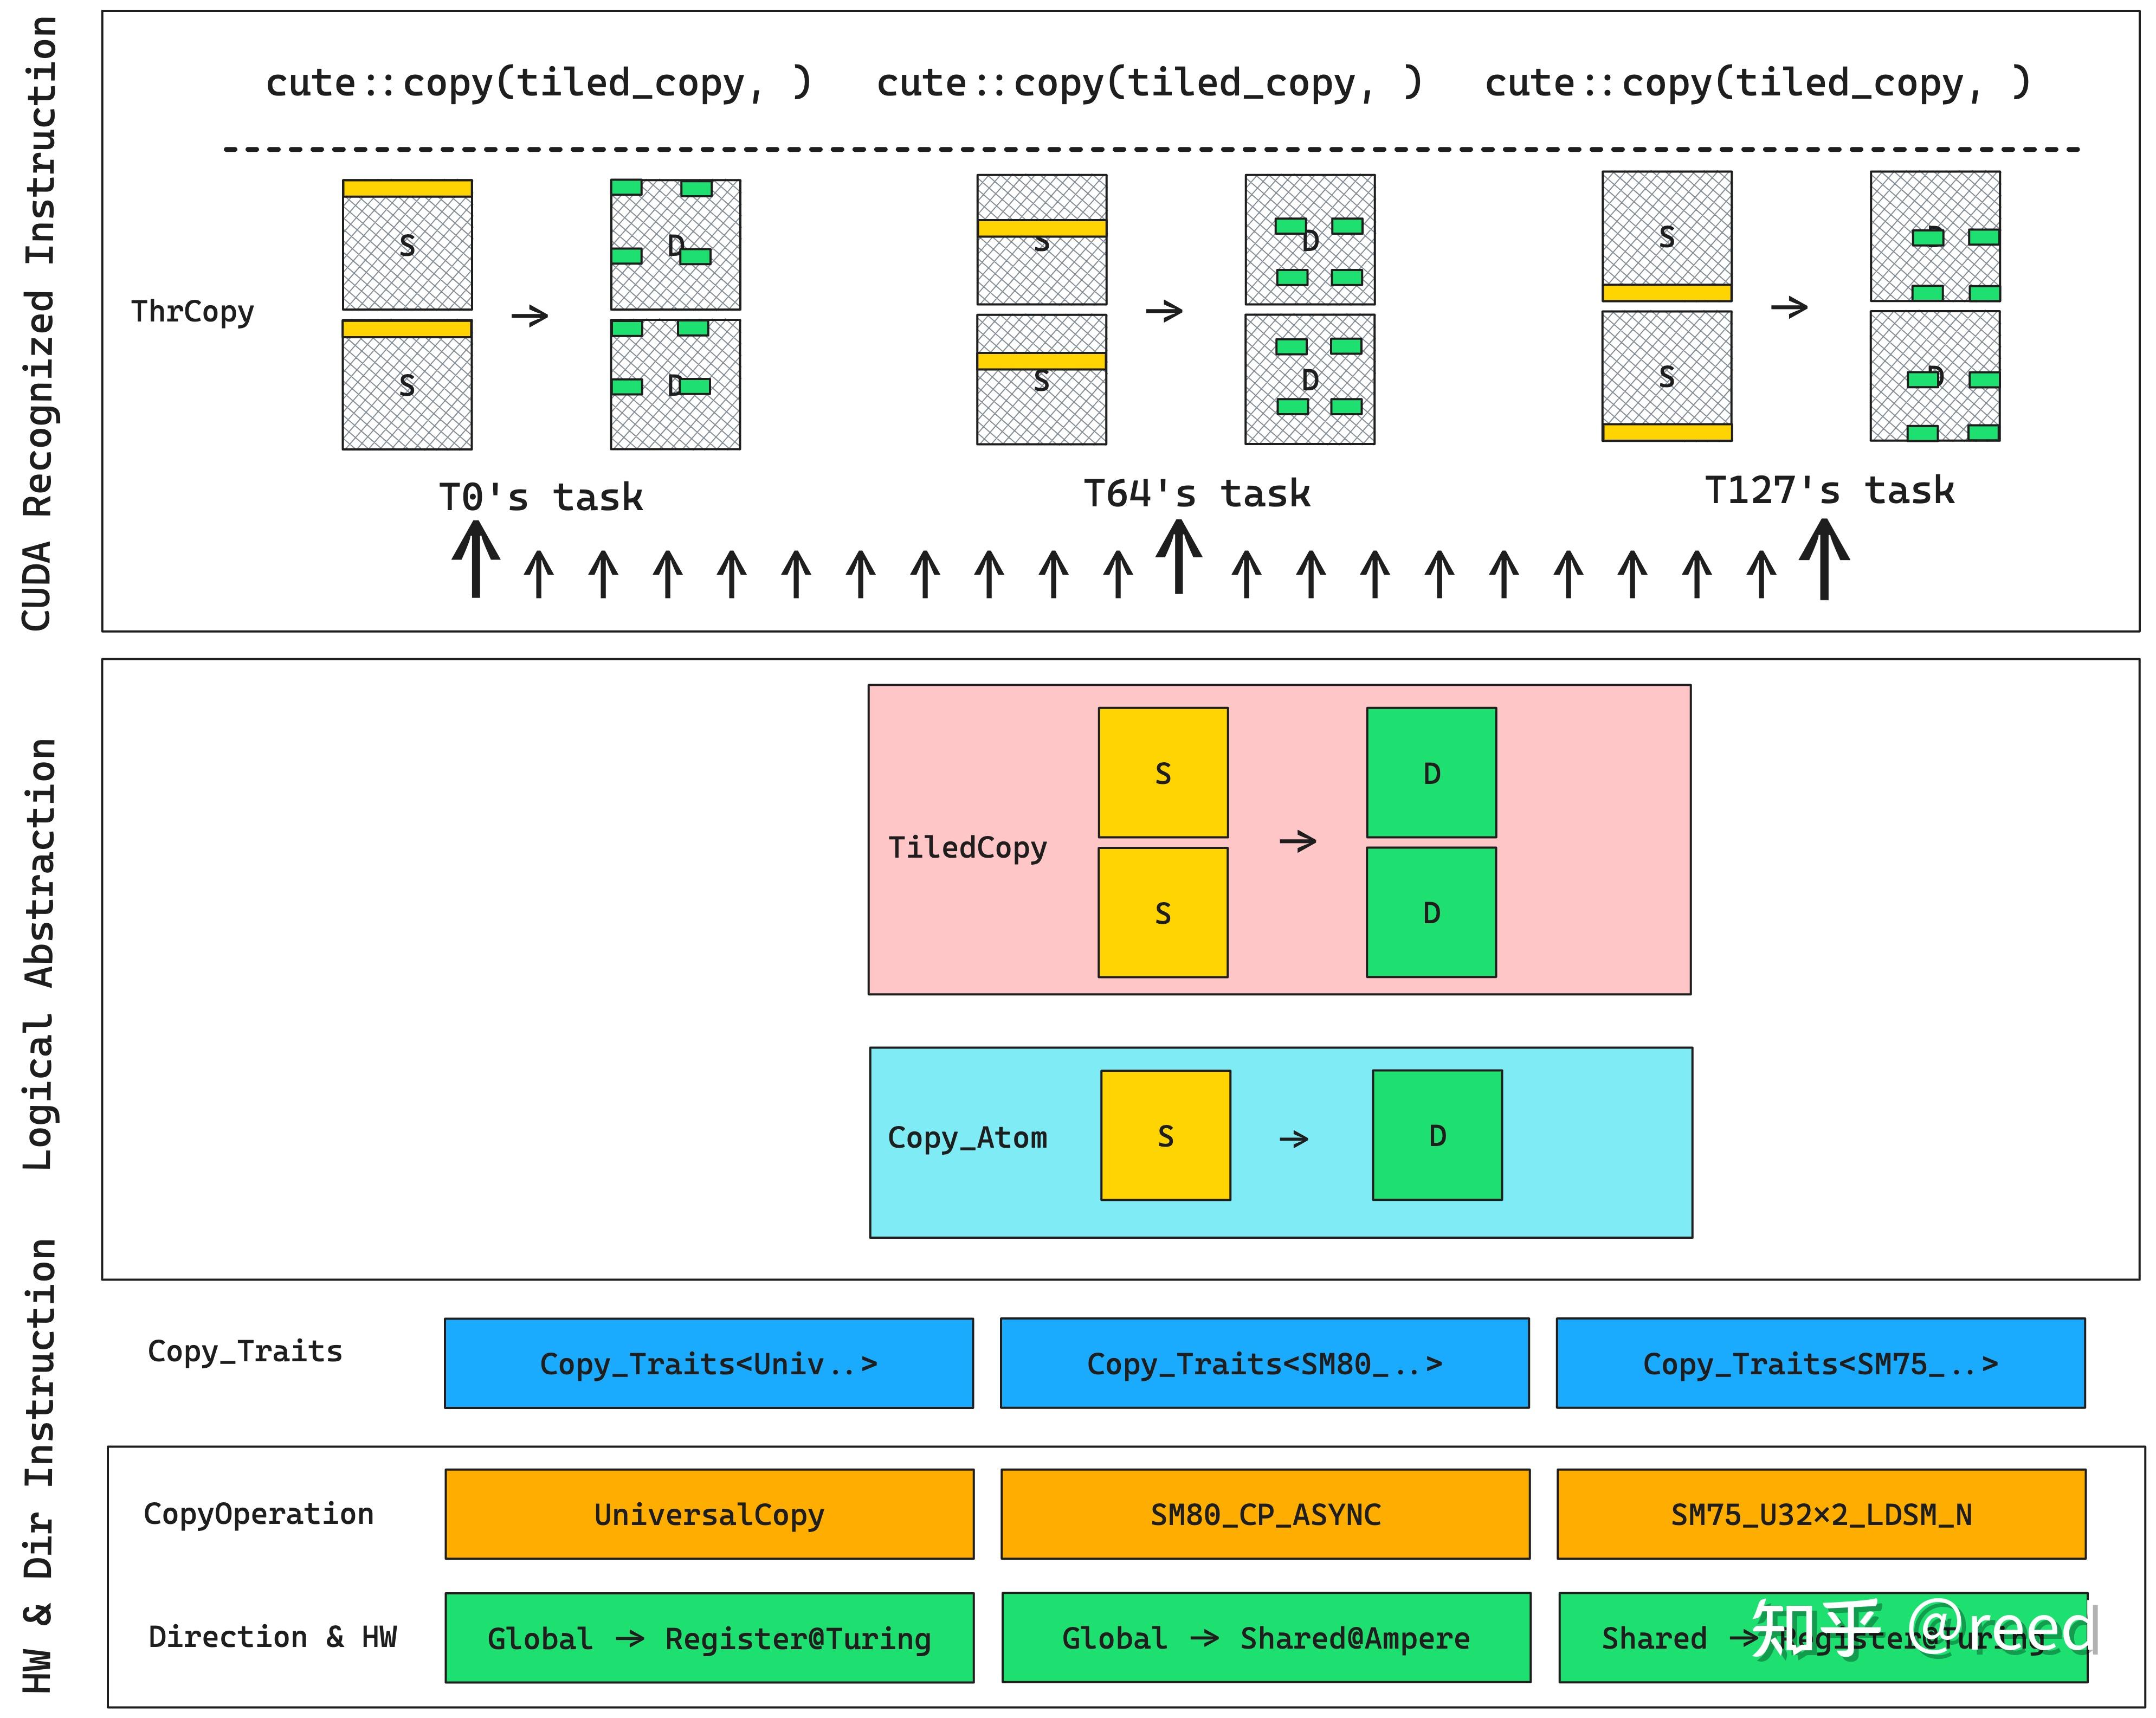 CUDA Recognized Instruction
cute::copy(tiled_copy, ) cute::copy(tiled_copy, ) cute::copy(tiled_copy, )
ThrCopy
S D S D S D
S D S D S D
T0's task T64's task T127's task
Logical Abstraction
TiledCopy
S D
S D
Copy_Atom
S D
HW & Dir Instruction
Copy_Traits
Copy_Traits<Univ..> Copy_Traits<SM80_..> Copy_Traits<SM75_..>
CopyOperation
UniversalCopy SM80_CP_ASYNC SM75_U32×2_LDSM_N
Direction & HW
Global → Register@Turing Global → Shared@Ampere Shared → Register@Turing
知乎 @reed